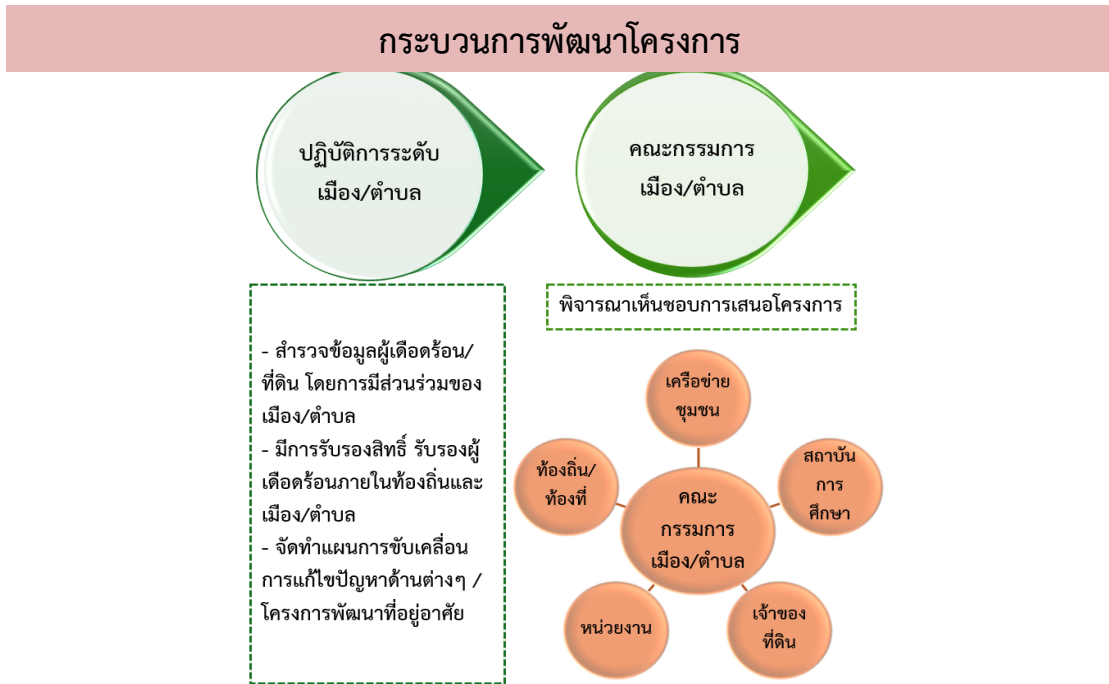 กระบวนการพัฒนาโครงการ
ปฏิบัติการระดับ
เมือง/ตำบล
คณะกรรมการ
เมือง/ตำบล
- สำรวจข้อมูลผู้เดือดร้อน/
ที่ดิน โดยการมีส่วนร่วมของ
เมือง/ตำบล
- มีการรับรองสิทธิ์ รับรองผู้
เดือดร้อนภายในท้องถิ่นและ
เมือง/ตำบล
- จัดทำแผนการขับเคลื่อน
การแก้ไขปัญหาด้านต่างๆ /
โครงการพัฒนาที่อยู่อาศัย
พิจารณาเห็นชอบการเสนอโครงการ
เครือข่าย
ชุมชน
สถาบัน
การ
ศึกษา
เจ้าของ
ที่ดิน
หน่วยงาน
ท้องถิ่น/
ท้องที่
คณะ
กรรมการ
เมือง/ตำบล